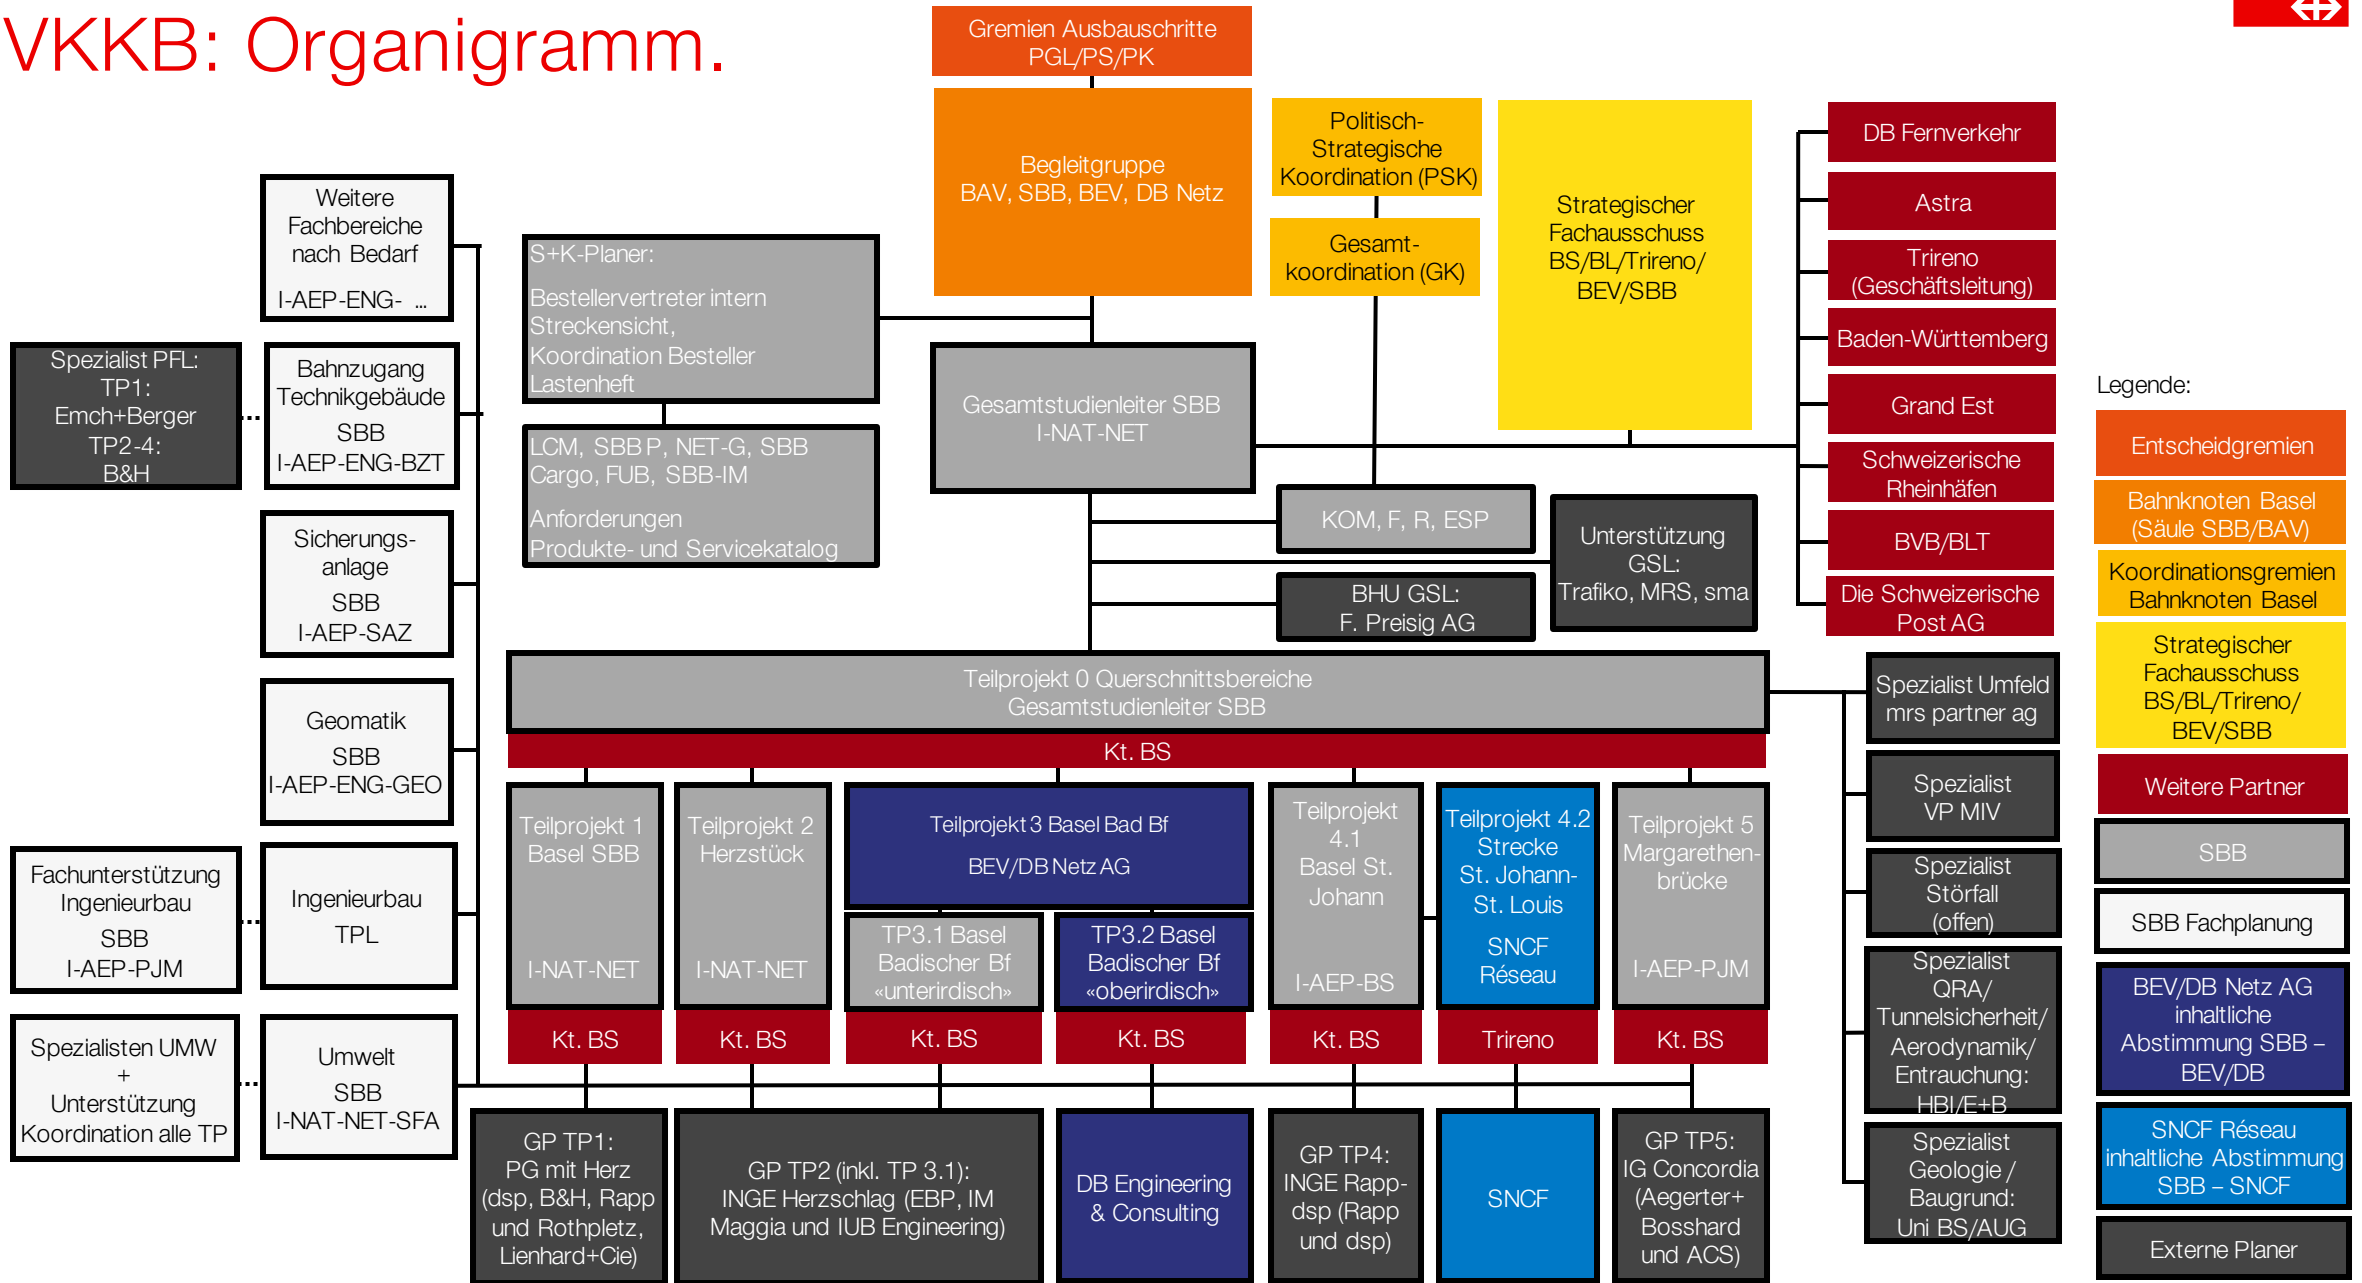 VKKB: Organigramm.
Gremien Ausbauschritte
PGL/PS/PK
Begleitgruppe
BAV, SBB, BEV, DB Netz
Politisch-
Strategische
Koordination (PSK)
Gesamt-
koordination (GK)
Strategischer
Fachausschuss
BS/BL/Trireno/
BEV/SBB
DB Fernverkehr
Astra
Trireno
(Geschäftsleitung)
Baden-Württemberg
Grand Est
Schweizerische
Rheinhäfen
BVB/BLT
Die Schweizerische
Post AG
Weitere
Fachbereiche
nach Bedarf
I-AEP-ENG- ...
Spezialist PFL:
TP1:
Emch+Berger
TP2-4:
B&H
Bahnzugang
Technikgebäude
SBB
I-AEP-ENG-BZT
Sicherungs-
anlage
SBB
I-AEP-SAZ
Geomatik
SBB
I-AEP-ENG-GEO
Fachunterstützung
Ingenieurbau
SBB
I-AEP-PJM
Ingenieurbau
TPL
Spezialisten UMW
+
Unterstützung
Koordination alle TP
Umwelt
SBB
I-NAT-NET-SFA
S+K-Planer:
Bestellervertreter intern
Streckensicht,
Koordination Besteller
Lastenheft
LCM, SBB P, NET-G, SBB
Cargo, FUB, SBB-IM
Anforderungen
Produkte- und Servicekatalog
Gesamtstudienleiter SBB
I-NAT-NET
KOM, F, R, ESP
BHU GSL:
F. Preisig AG
Unterstützung
GSL:
Trafiko, MRS, sma
Teilprojekt 0 Querschnittsbereiche
Gesamtstudienleiter SBB
Kt. BS
Teilprojekt 1
Basel SBB
I-NAT-NET
Kt. BS
Teilprojekt 2
Herzstück
I-NAT-NET
Kt. BS
Teilprojekt 3 Basel Bad Bf
BEV/DB Netz AG
TP3.1 Basel
Badischer Bf
«unterirdisch»
Kt. BS
TP3.2 Basel
Badischer Bf
«oberirdisch»
Kt. BS
Teilprojekt
4.1
Basel St.
Johann
I-AEP-BS
Kt. BS
Teilprojekt 4.2
Strecke
St. Johann-
St. Louis
SNCF
Réseau
Trireno
Teilprojekt 5
Margarethen-
brücke
I-AEP-PJM
Kt. BS
GP TP1:
PG mit Herz
(dsp, B&H, Rapp
und Rothpletz,
Lienhard+Cie)
GP TP2 (inkl. TP 3.1):
INGE Herzschlag (EBP, IM
Maggia und IUB Engineering)
DB Engineering
& Consulting
GP TP4:
INGE Rapp-
dsp (Rapp
und dsp)
SNCF
GP TP5:
IG Concordia
(Aegerter+
Bosshard
und ACS)
Spezialist Umfeld
mrs partner ag
Spezialist
VP MIV
Spezialist
Störfall
(offen)
Spezialist
QRA/
Tunnelsicherheit/
Aerodynamik/
Entrauchung:
HBI/E+B
Spezialist
Geologie /
Baugrund:
Uni BS/AUG
Legende:
Entscheidgremien
Bahnknoten Basel
(Säule SBB/BAV)
Koordinationsgremien
Bahnknoten Basel
Strategischer
Fachausschuss
BS/BL/Trireno/
BEV/SBB
Weitere Partner
SBB
SBB Fachplanung
BEV/DB Netz AG
inhaltliche
Abstimmung SBB –
BEV/DB
SNCF Réseau
inhaltliche Abstimmung
SBB – SNCF
Externe Planer